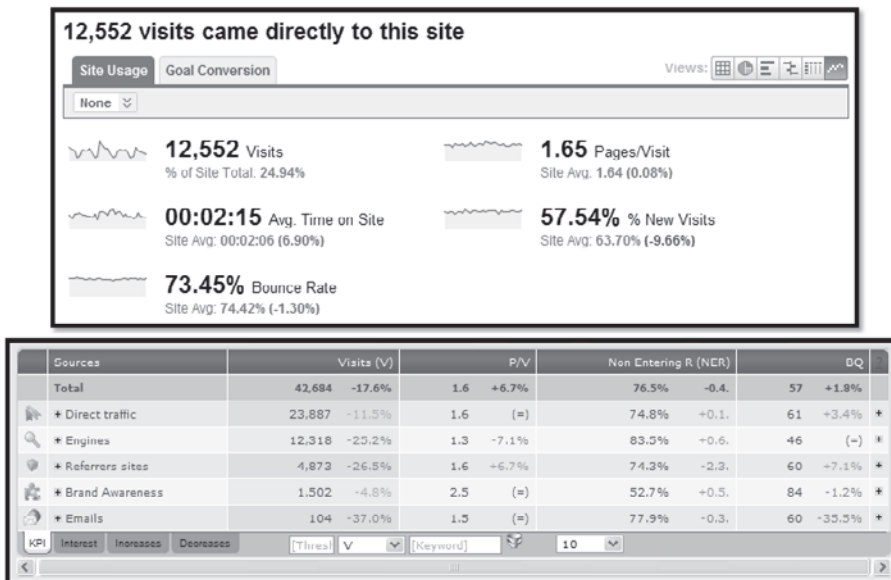 12,552 visits came directly to this site
Site Usage Goal Conversion Views:
None
12,552 Visits
% of Site Total: 24.94%
1.65 Pages/Visit
Site Avg: 1.64 (0.08%)
00:02:15 Avg. Time on Site
Site Avg: 00:02:06 (6.90%)
57.54% % New Visits
Site Avg: 63.70% (-9.66%)
73.45% Bounce Rate
Site Avg: 74.42% (-1.30%)
Sources Visits (V) P/V Non Entering R (NER) BQ
Total 42,684 -17.6% 1.6 +6.7% 76.5% -0.4. 57 +1.8%
+ Direct traffic 23,887 -11.5% 1.6 (=) 74.8% +0.1. 61 +3.4% +
+ Engines 12,318 -25.2% 1.3 -7.1% 83.5% +0.6. 46 (=) +
+ Referrers sites 4,873 -26.5% 1.6 +6.7% 74.3% -2.3. 60 +7.1% +
+ Brand Awareness 1,502 -4.8% 2.5 (=) 52.7% +0.5. 84 -1.2% +
+ Emails 104 -37.0% 1.5 (=) 77.9% -0.3. 60 -35.5% +
KPI Interest Increases Decreases [Thresl V [Keyword] 10